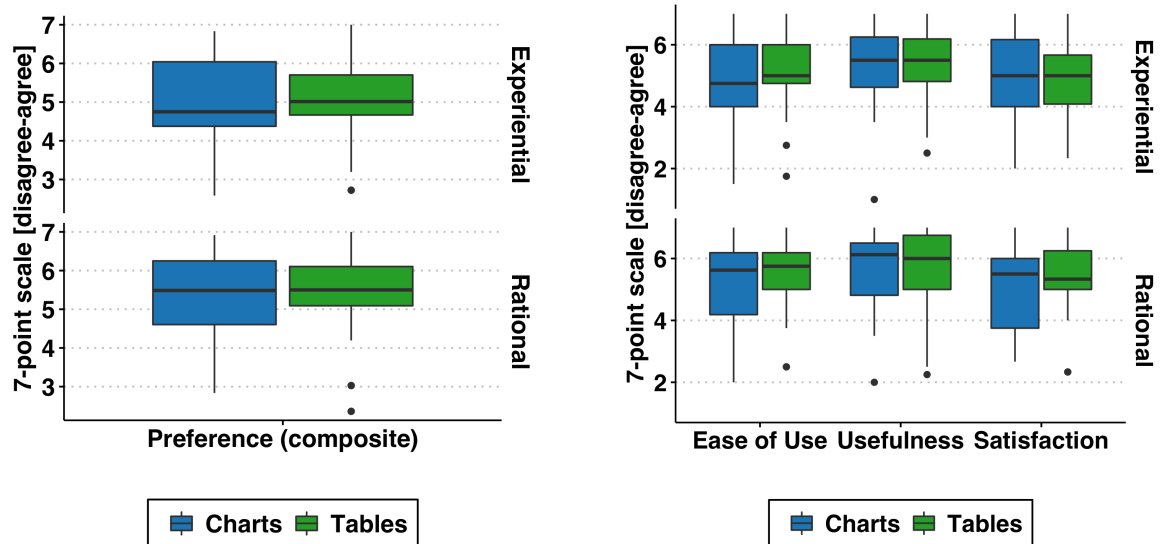 7-point scale [disagree-agree]
7
6
5
4
3
Experiential
7
6
5
4
3
Rational
Preference (composite)
Charts Tables
7-point scale [disagree-agree]
6
4
2
Experiential
6
4
2
Rational
Ease of Use Usefulness Satisfaction
Charts Tables